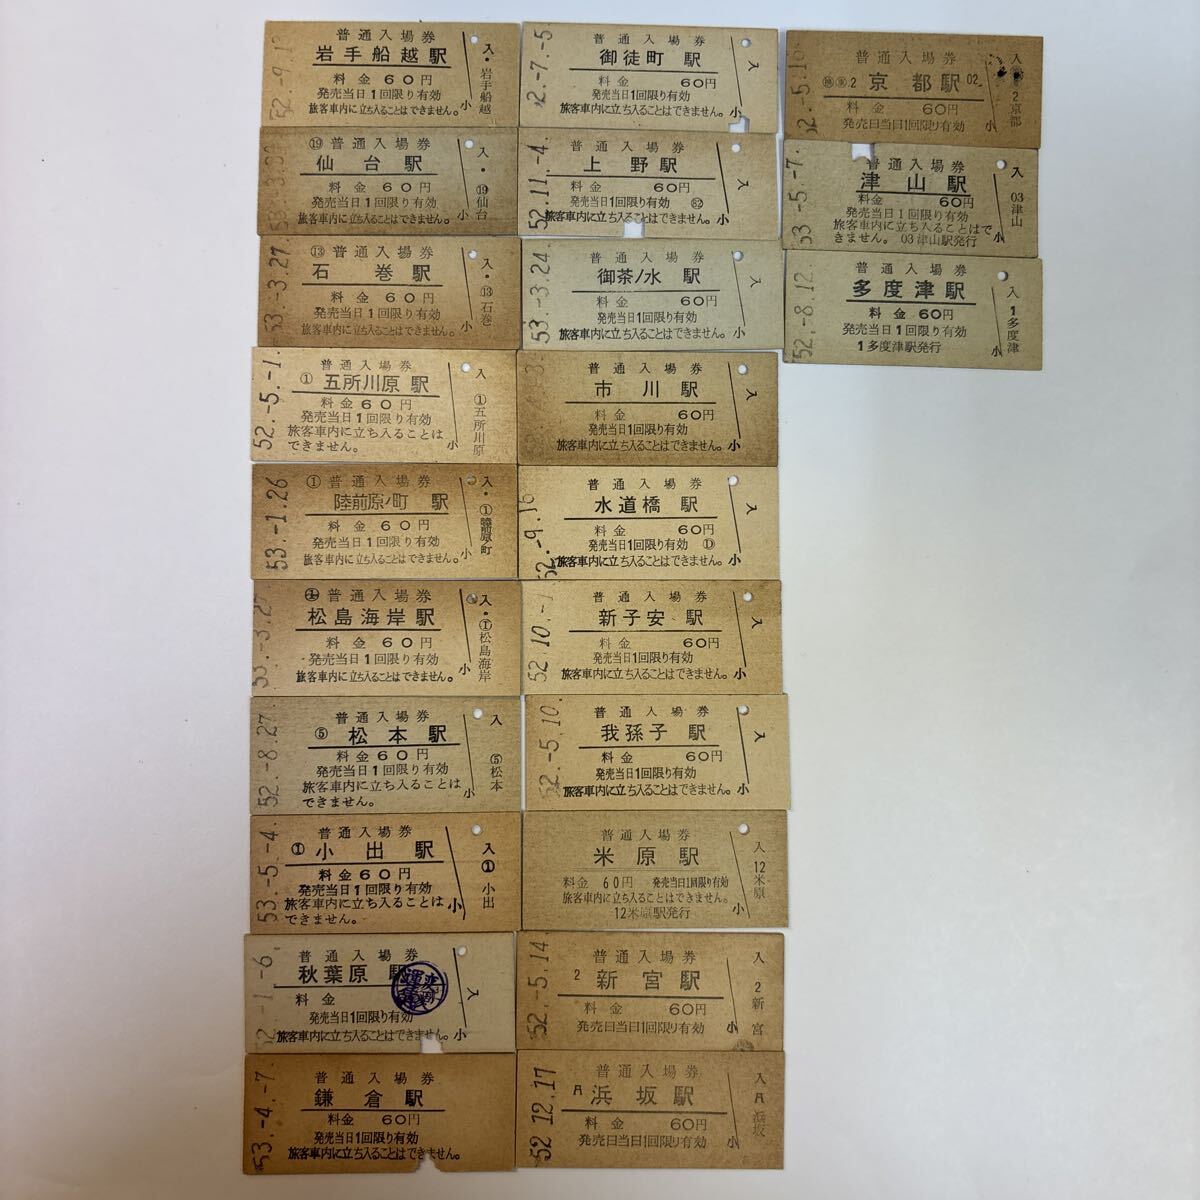 普通入場券
岩手船越駅
料金60円
発売当日1回限り有効
旅客車内に立ち入ることはできません。
小
入・岩手船越
⑲普通入場券
仙台駅
料金60円
発売当日1回限り有効
旅客車内に立ち入ることはできません。
小
入・⑲仙台
53.-3.27
⑬普通入場券
石巻駅
料金60円
発売当日1回限り有効
旅客車内に立ち入ることはできません。
小
入・⑬石巻
52.-5.-1
普通入場券
①五所川原駅
料金60円
発売当日1回限り有効
旅客車内に立ち入ることは
できません。
小
入①五所川原
53.-1.26
①普通入場券
陸前原ノ町駅
料金60円
発売当日1回限り有効
旅客車内に立ち入ることはできません。
小
入・①陸前原ノ町
53.-3.27
普通入場券
松島海岸駅
料金60円
発売当日1回限り有効
旅客車内に立ち入ることはできません。
小
入・①松島海岸
52.-8.27
普通入場券
⑤松本駅
料金60円
発売当日1回限り有効
旅客車内に立ち入ることは
できません。
小
入⑤松本
53.-5.-4
普通入場券
①小出駅
料金60円
発売当日1回限り有効
旅客車内に立ち入ることは
できません。
小
入①小出
普通入場券
秋葉原駅
料金
発売当日1回限り有効
旅客車内に立ち入ることはできません。
小
入
53.-4.-7
普通入場券
鎌倉駅
料金60円
発売当日1回限り有効
旅客車内に立ち入ることはできません。
2.-7.-5
普通入場券
御徒町駅
料金60円
発売当日1回限り有効
旅客車内に立ち入ることはできません。
小
入
52.11.-4
普通入場券
上野駅
料金60円
発売当日1回限り有効 52
旅客車内に立ち入ることはできません。
小
入
53.-3.24
普通入場券
御茶ノ水駅
料金60円
発売当日1回限り有効
旅客車内に立ち入ることはできません。
小
入
普通入場券
市川駅
料金60円
発売当日1回限り有効
旅客車内に立ち入ることはできません。
小
入
52.-9.16
普通入場券
水道橋駅
料金60円
発売当日1回限り有効 Ⓓ
旅客車内に立ち入ることはできません。
小
入
52.10.-1
普通入場券
新子安駅
料金60円
発売当日1回限り有効
旅客車内に立ち入ることはできません。
小
入
52.-5.10
普通入場券
我孫子駅
料金60円
発売当日1回限り有効
旅客車内に立ち入ることはできません。
小
入
普通入場券
米原駅
料金60円 発売当日1回限り有効
旅客車内に立ち入ることはできません。
12米原駅発行
小
入12米原
52.-5.14
普通入場券
2 新宮駅
料金60円
発売日当日1回限り有効
小
入2新宮
52.12.17
普通入場券
浜坂駅
料金60円
発売日当日1回限り有効
小
入 浜坂
普通入場券
2 京都駅02
料金60円
発売日当日1回限り有効
小
入 2京都
53.-5.-7
普通入場券
津山駅
料金60円
発売当日1回限り有効
旅客車内に立ち入ることはで
きません。 03津山駅発行
小
入 03津山
52.-8.12
普通入場券
多度津駅
料金60円
発売当日1回限り有効
1多度津駅発行
小
入 1多度津